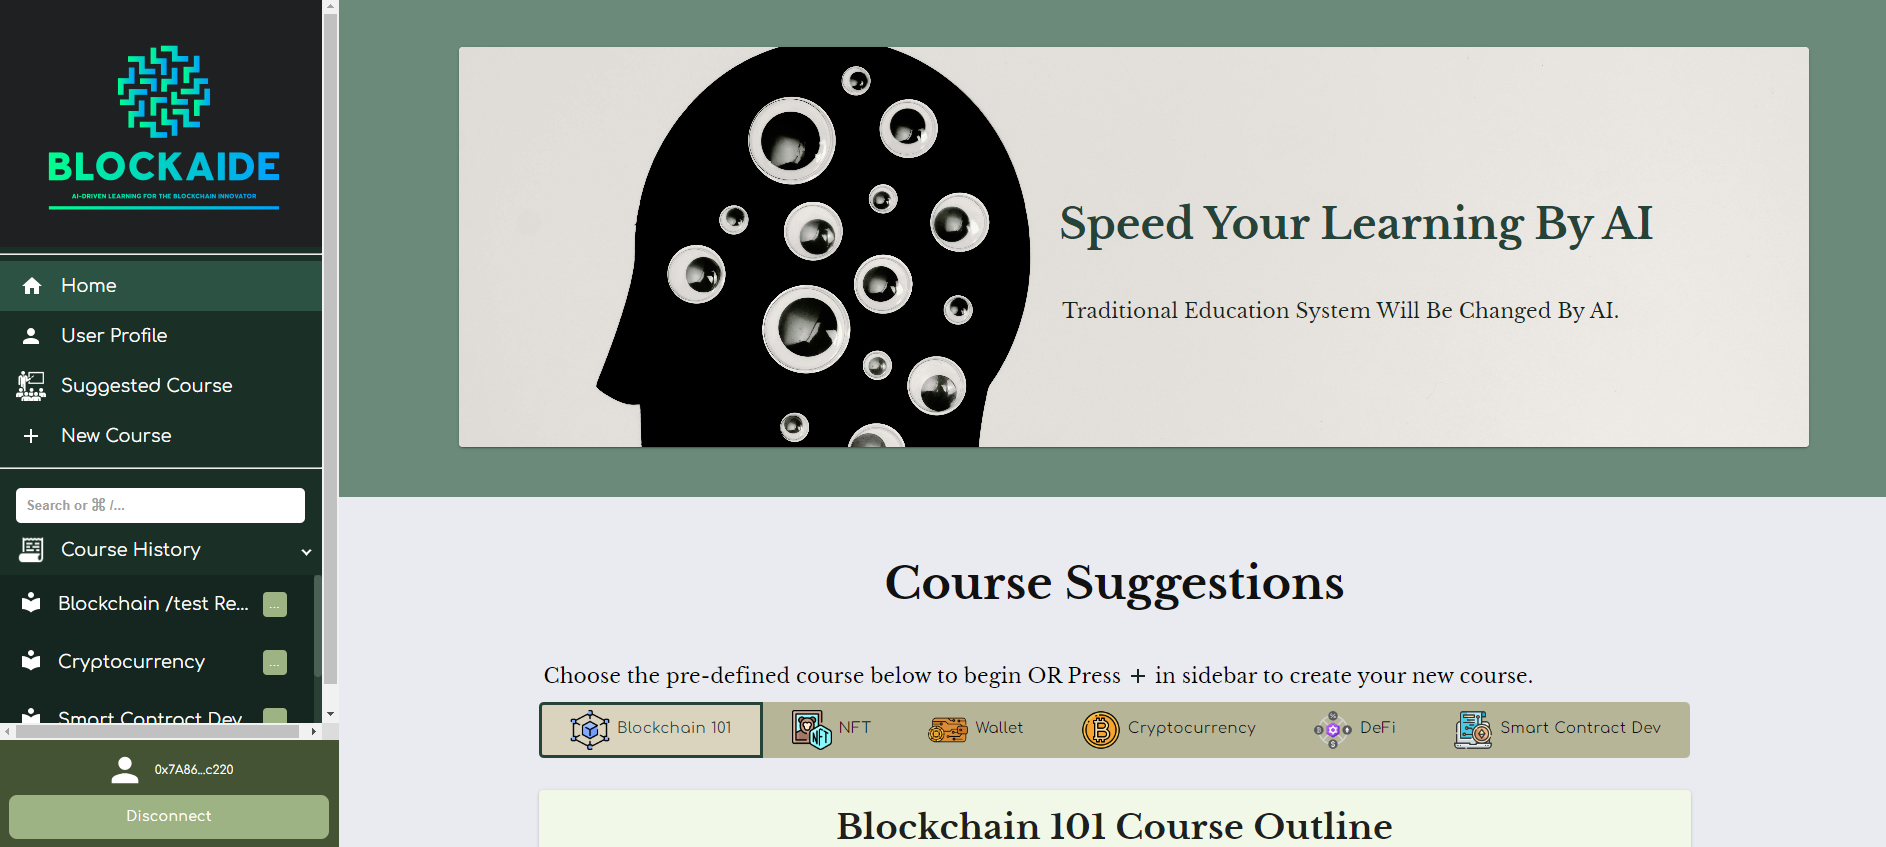 BLOCKAIDE
AI-DRIVEN LEARNING FOR THE BLOCKCHAIN INNOVATOR
Home
User Profile
Suggested Course
New Course
Search or ⌘ /...
Course History
Blockchain /test Re...
...
Cryptocurrency
...
Smart Contract Dev
0x7A86...c220
Disconnect
Speed Your Learning By AI
Traditional Education System Will Be Changed By AI.
Course Suggestions
Choose the pre-defined course below to begin OR Press + in sidebar to create your new course.
Blockchain 101 NFT Wallet Cryptocurrency DeFi Smart Contract Dev
Blockchain 101 Course Outline